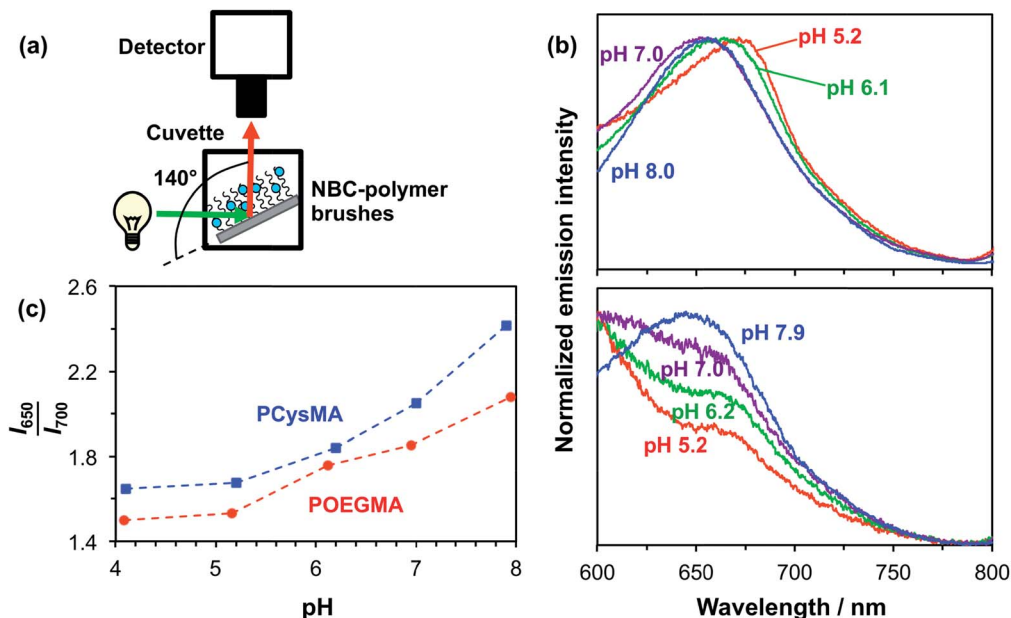 (a)
Detector
Cuvette
140°
NBC-polymer
brushes
(b)
Normalized emission intensity
pH 7.0
pH 5.2
pH 6.1
pH 8.0
pH 7.9
pH 7.0
pH 6.2
pH 5.2
600
650
700
750
800
Wavelength / nm
(c)
I650
I700
2.6
2.2
1.8
1.4
PCysMA
POEGMA
4
5
6
7
8
pH